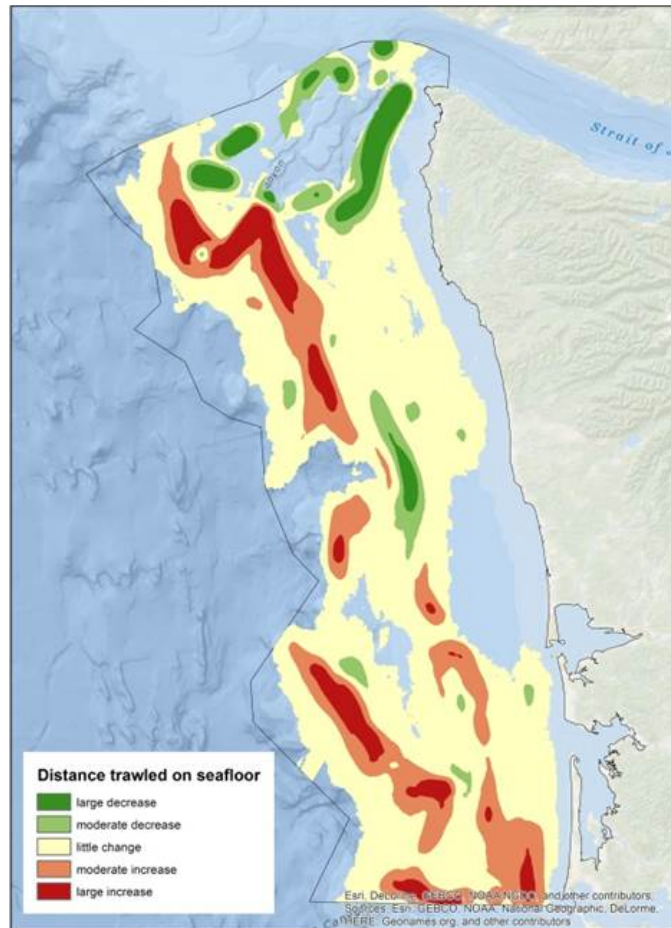 Strait of
Distance trawled on seafloor
large decrease
moderate decrease
little change
moderate increase
large increase
Esri, DeLorme, GEBCO, NOAA NGDC, and other contributors,
Sources: Esri, GEBCO, NOAA, National Geographic, DeLorme,
HERE, Geonames.org, and other contributors